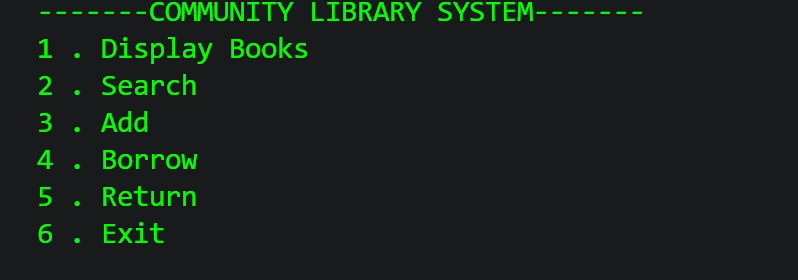 -------COMMUNITY LIBRARY SYSTEM-------
1 . Display Books
2 . Search
3 . Add
4 . Borrow
5 . Return
6 . Exit